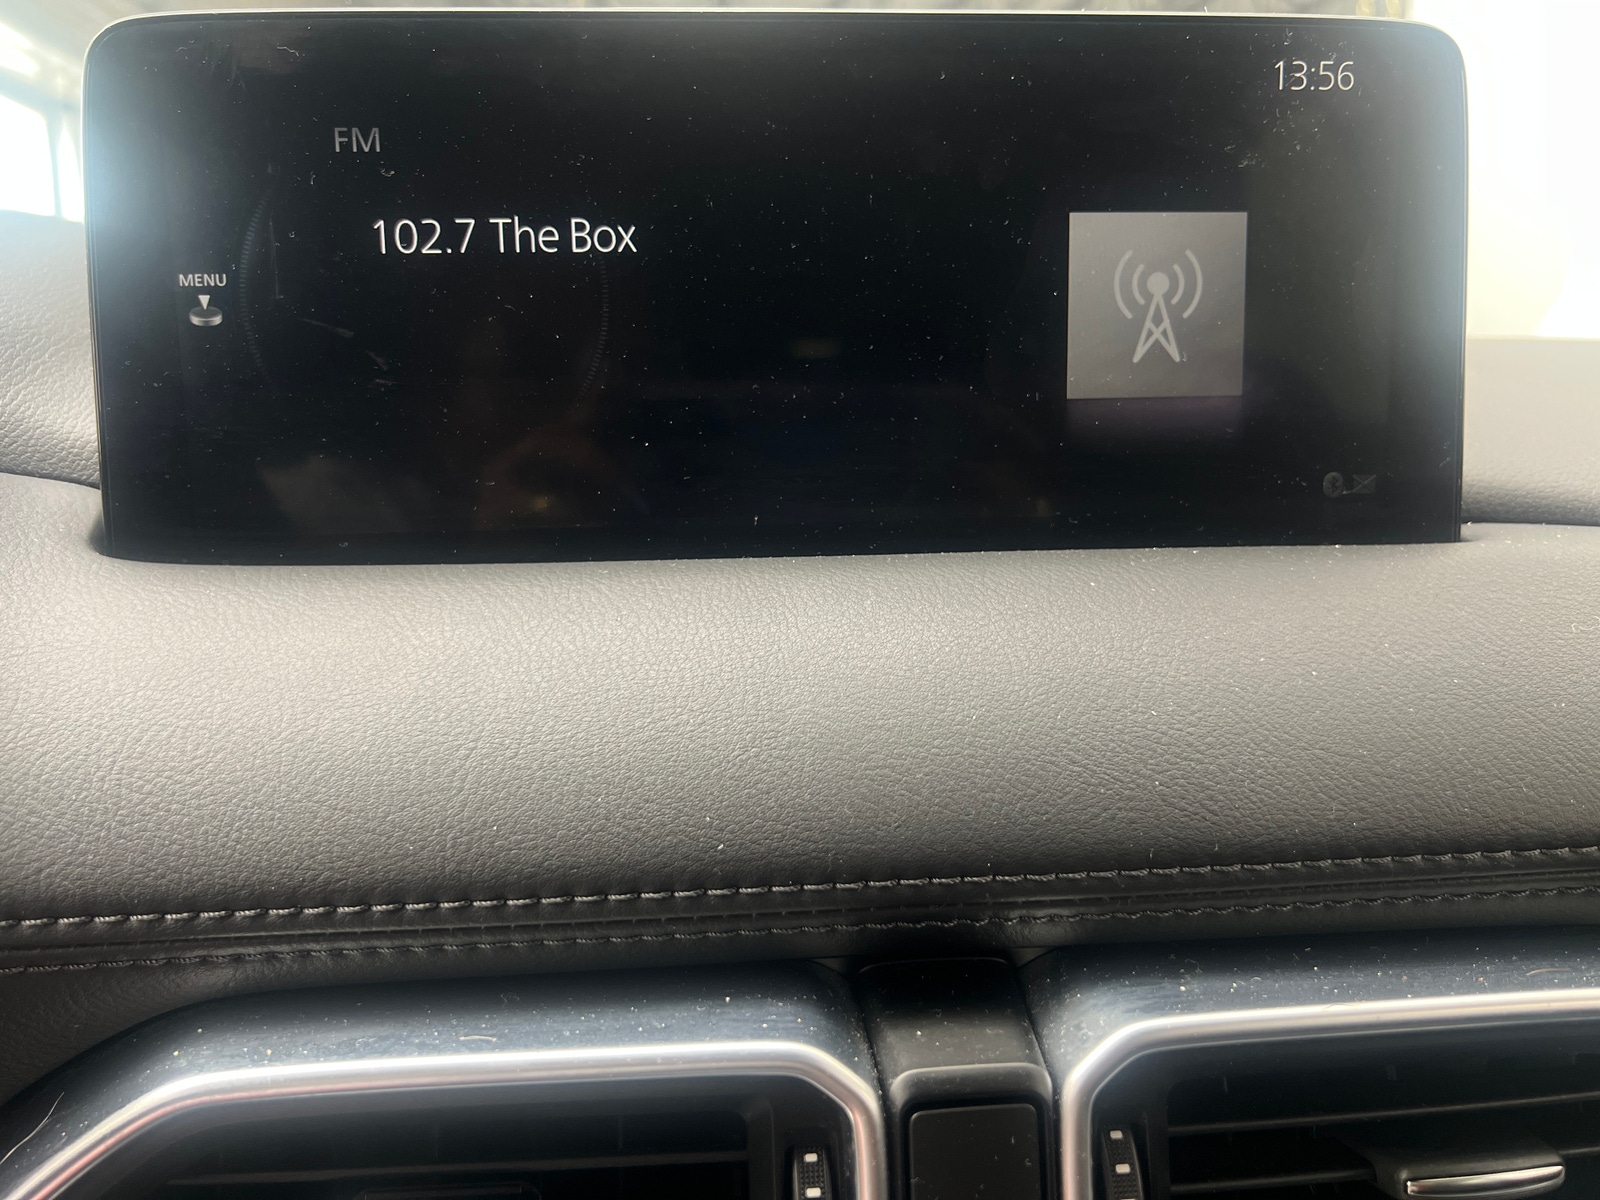 13:56
FM
102.7 The Box
MENU